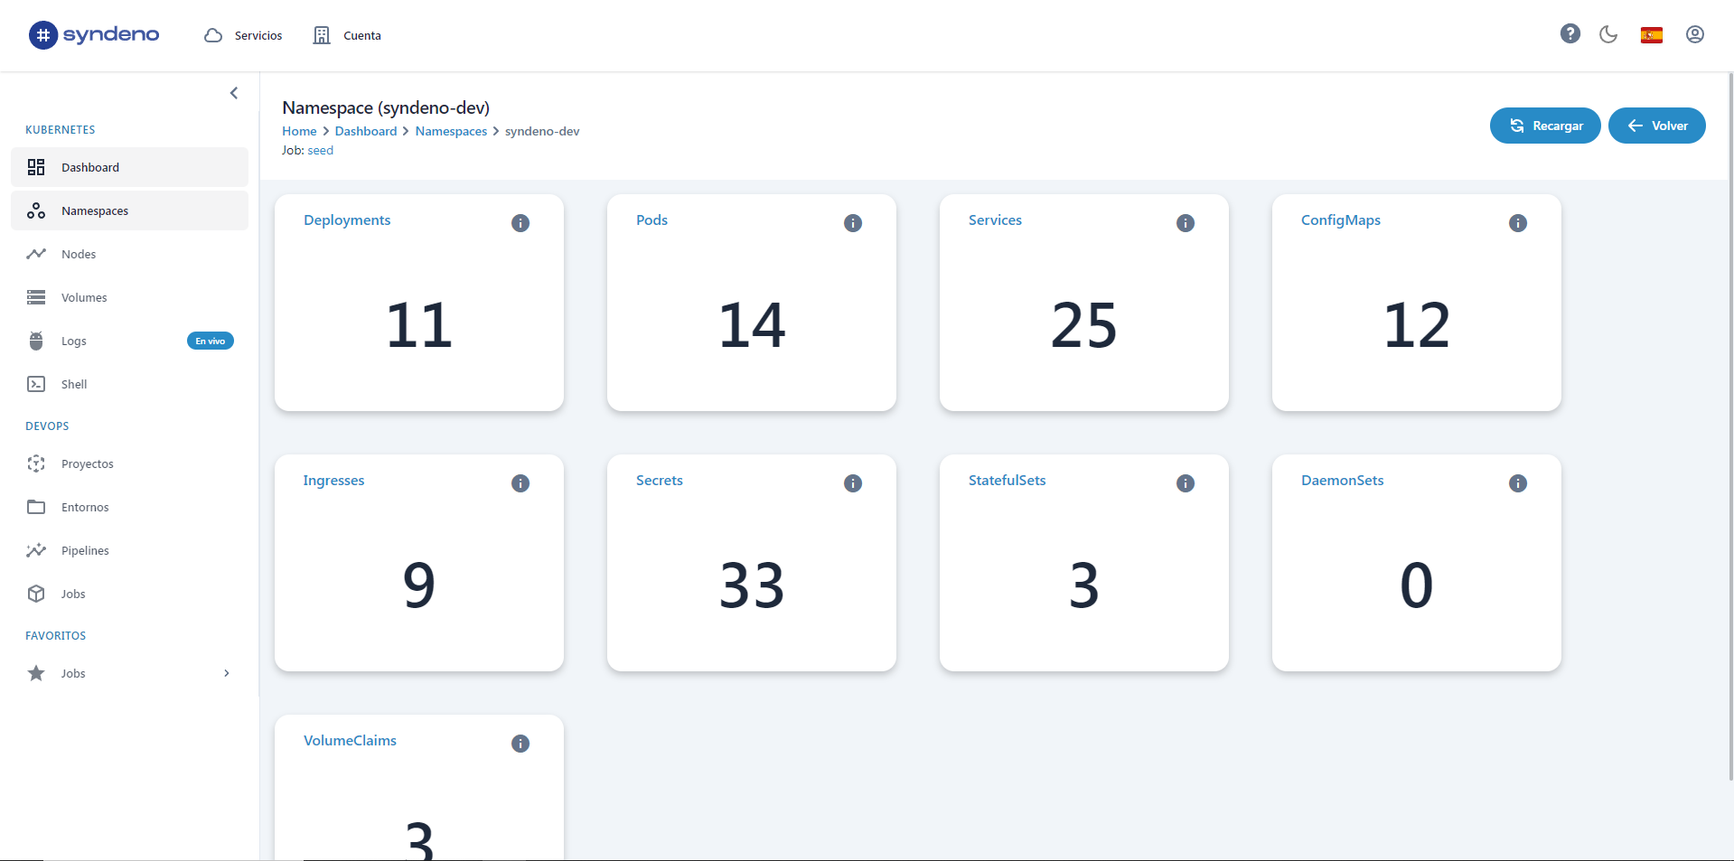 # syndeno
Servicios
Cuenta
KUBERNETES
Dashboard
Namespaces
Nodes
Volumes
Logs
En vivo
Shell
DEVOPS
Proyectos
Entornos
Pipelines
Jobs
FAVORITOS
Jobs
Namespace (syndeno-dev)
Home > Dashboard > Namespaces > syndeno-dev
Job: seed
Recargar
Volver
Deployments
11
Pods
14
Services
25
ConfigMaps
12
Ingresses
9
Secrets
33
StatefulSets
3
DaemonSets
0
VolumeClaims
3